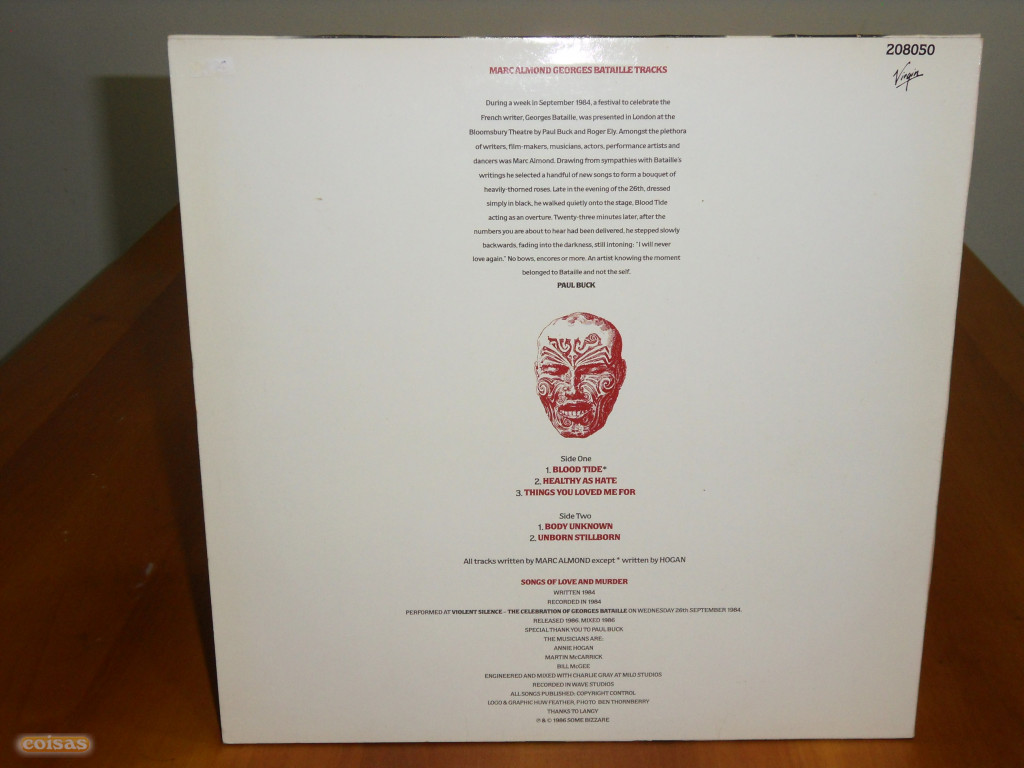 208050
Virgin
MARC ALMOND GEORGES BATAILLE TRACKS
During a week in September 1984, a festival to celebrate the
French writer, Georges Bataille, was presented in London at the
Bloomsbury Theatre by Paul Buck and Roger Ely. Amongst the plethora
of writers, film-makers, musicians, actors, performance artists and
dancers was Marc Almond. Drawing from sympathies with Bataille's
writings he selected a handful of new songs to form a bouquet of
heavily-thorned roses. Late in the evening of the 26th, dressed
simply in black, he walked quietly onto the stage, Blood Tide
acting as an overture. Twenty-three minutes later, after the
numbers you are about to hear had been delivered, he stepped slowly
backwards, fading into the darkness, still intoning: "I will never
love again." No bows, encores or more. An artist knowing the moment
belonged to Bataille and not the self.
PAUL BUCK
Side One
1. BLOOD TIDE*
2. HEALTHY AS HATE
3. THINGS YOU LOVED ME FOR
Side Two
1. BODY UNKNOWN
2. UNBORN STILLBORN
All tracks written by MARC ALMOND except * written by HOGAN
SONGS OF LOVE AND MURDER
WRITTEN 1984
RECORDED IN 1984
PERFORMED AT VIOLENT SILENCE - THE CELEBRATION OF GEORGES BATAILLE ON WEDNESDAY 26th SEPTEMBER 1984.
RELEASED 1986. MIXED 1986
SPECIAL THANK YOU TO PAUL BUCK
THE MUSICIANS ARE:
ANNIE HOGAN
MARTIN McCARRICK
BILL McGEE
ENGINEERED AND MIXED WITH CHARLIE GRAY AT MILO STUDIOS
RECORDED IN WAVE STUDIOS
ALL SONGS PUBLISHED: COPYRIGHT CONTROL
LOGO & GRAPHIC HUW FEATHER, PHOTO BEN THORNBERRY
THANKS TO LANCY
℗ & © 1986 SOME BIZZARE
coisas